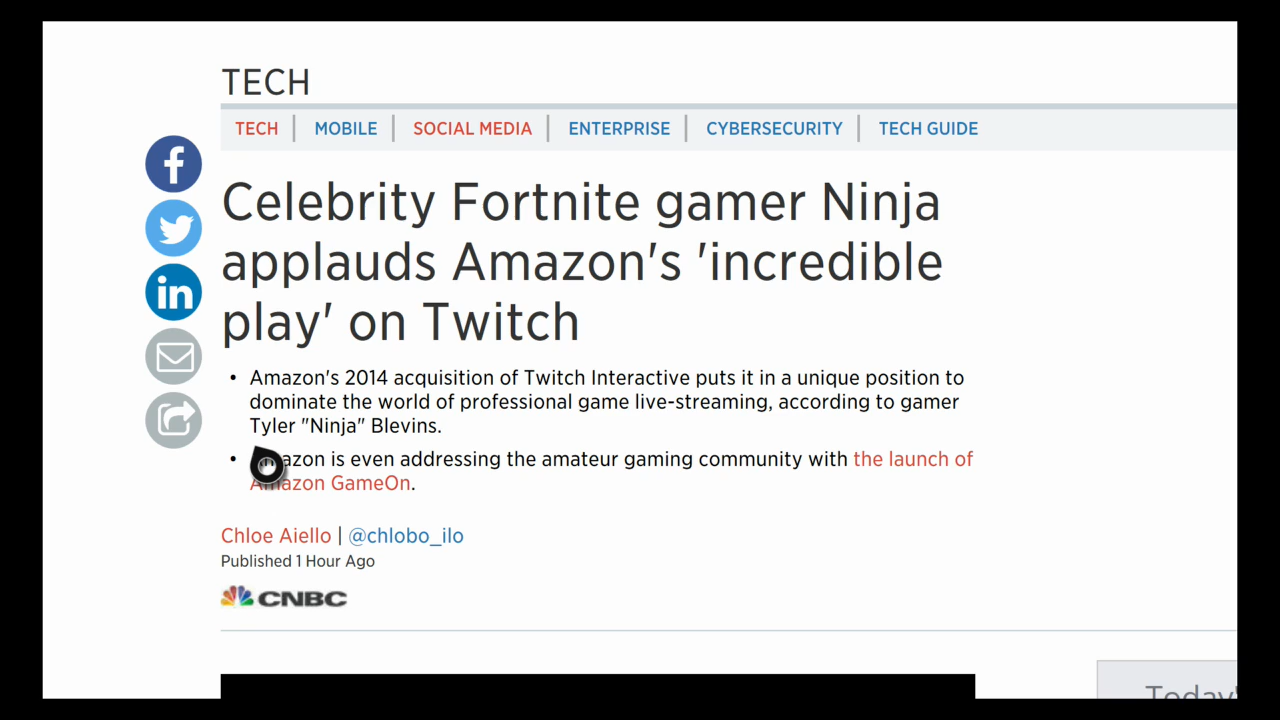 TECH
TECH | MOBILE | SOCIAL MEDIA | ENTERPRISE | CYBERSECURITY | TECH GUIDE
Celebrity Fortnite gamer Ninja
applauds Amazon's 'incredible
play' on Twitch
• Amazon's 2014 acquisition of Twitch Interactive puts it in a unique position to
dominate the world of professional game live-streaming, according to gamer
Tyler "Ninja" Blevins.
• Amazon is even addressing the amateur gaming community with the launch of
Amazon GameOn.
Chloe Aiello | @chlobo_ilo
Published 1 Hour Ago
CNBC
Today'